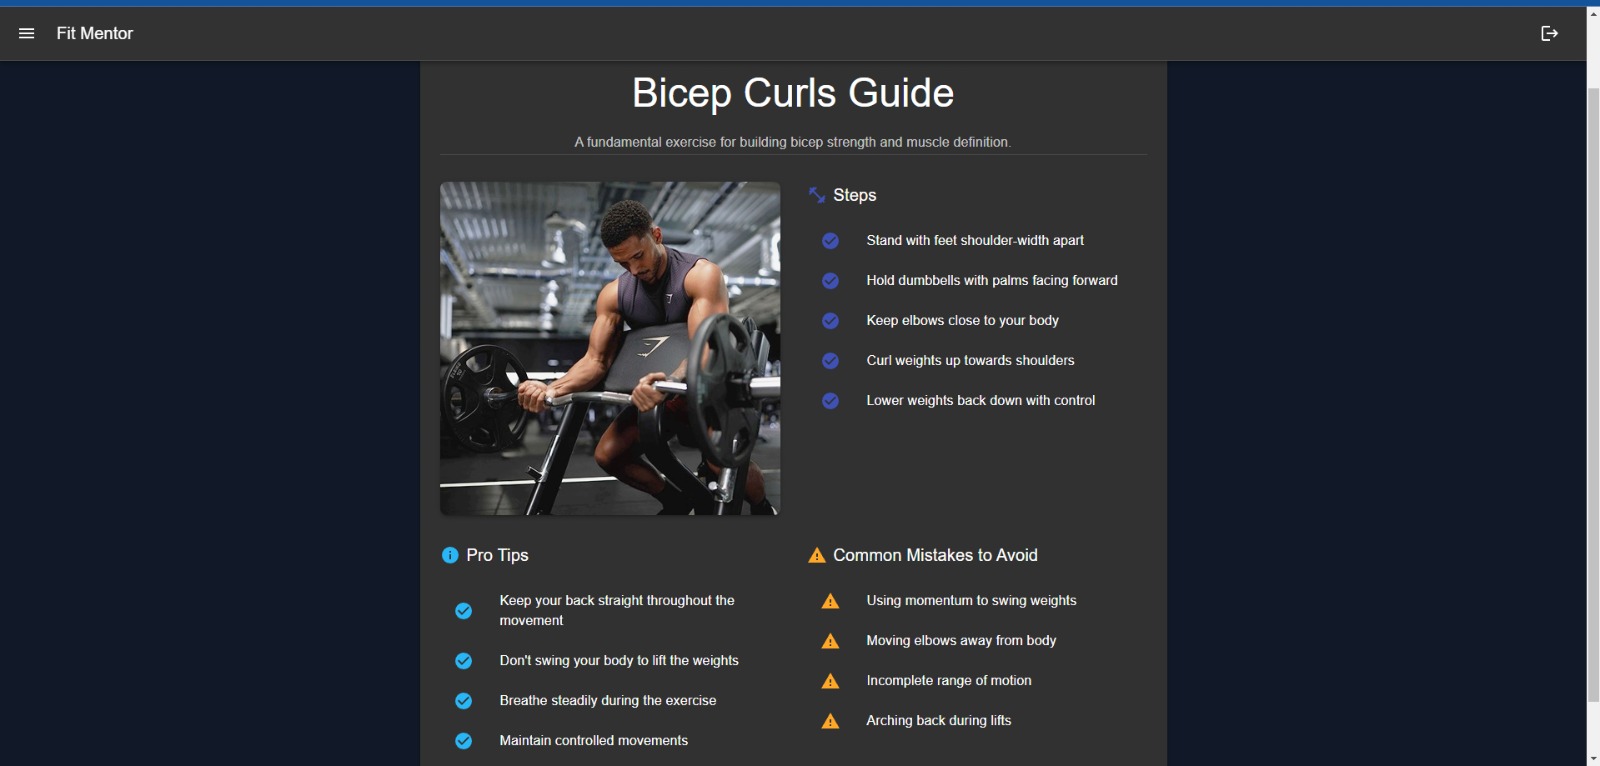 Fit Mentor
Bicep Curls Guide
A fundamental exercise for building bicep strength and muscle definition.
Steps
Stand with feet shoulder-width apart
Hold dumbbells with palms facing forward
Keep elbows close to your body
Curl weights up towards shoulders
Lower weights back down with control
Pro Tips
Keep your back straight throughout the
movement
Don't swing your body to lift the weights
Breathe steadily during the exercise
Maintain controlled movements
Common Mistakes to Avoid
Using momentum to swing weights
Moving elbows away from body
Incomplete range of motion
Arching back during lifts